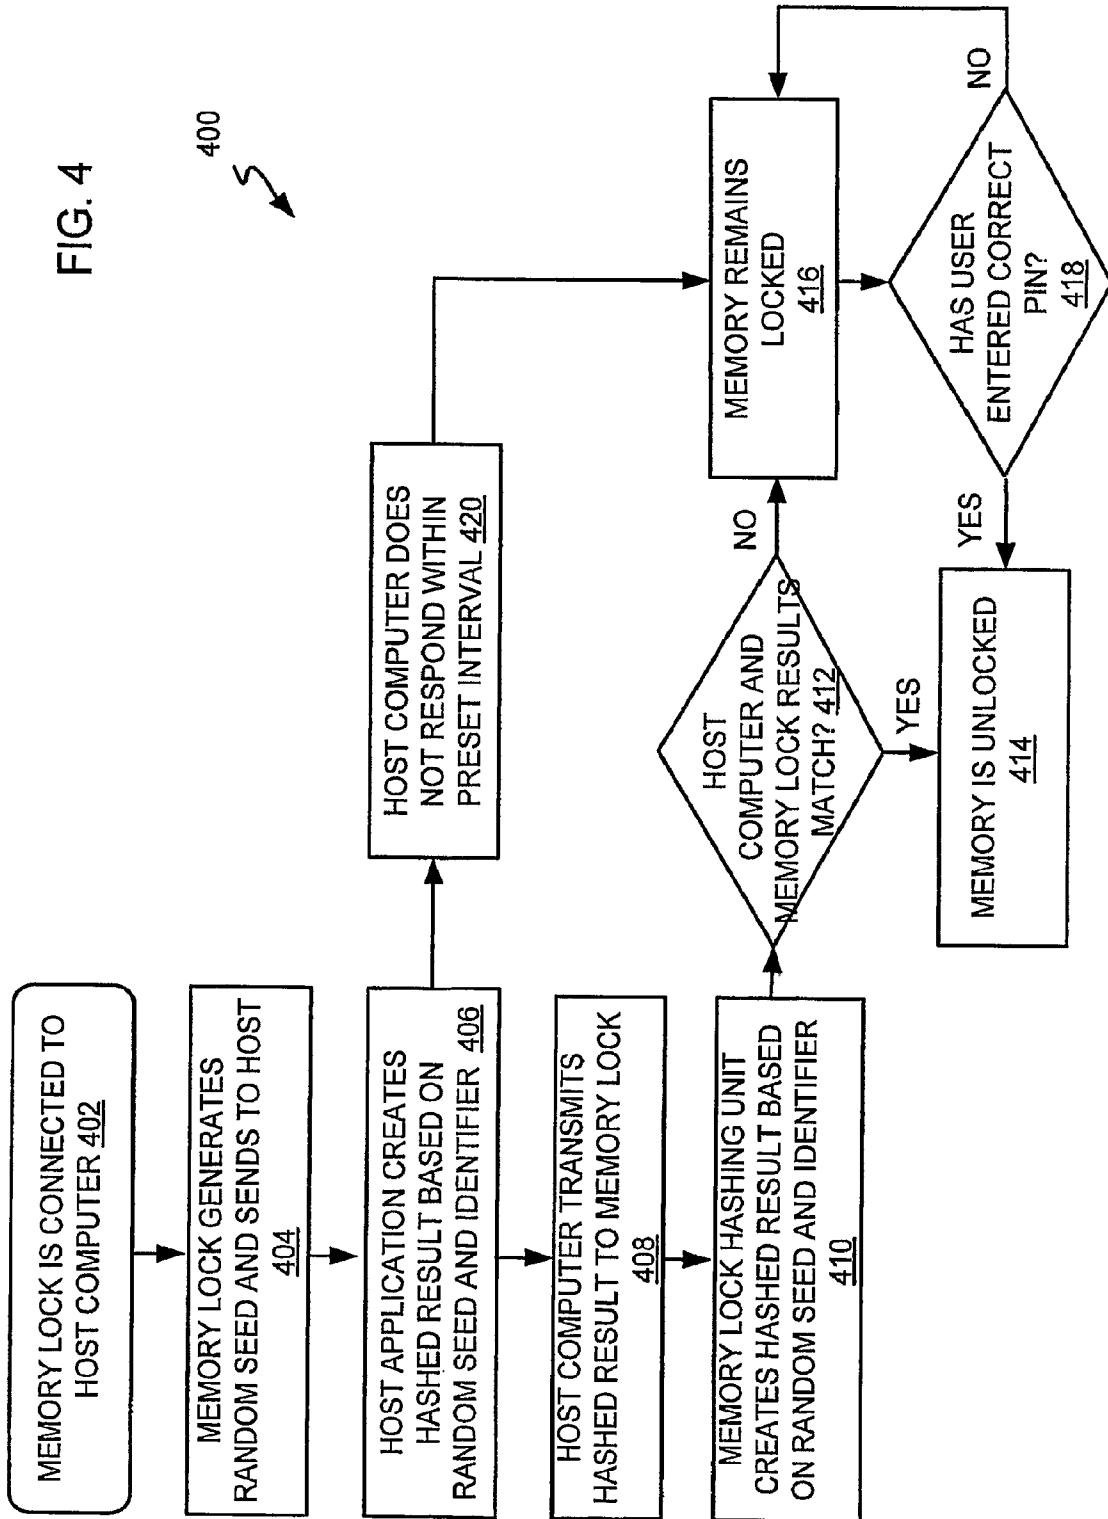 FIG. 4
400
MEMORY LOCK IS CONNECTED TO
HOST COMPUTER 402
MEMORY LOCK GENERATES
RANDOM SEED AND SENDS TO HOST
404
HOST APPLICATION CREATES
HASHED RESULT BASED ON
RANDOM SEED AND IDENTIFIER 406
HOST COMPUTER DOES
NOT RESPOND WITHIN
PRESET INTERVAL 420
HOST COMPUTER TRANSMITS
HASHED RESULT TO MEMORY LOCK
408
MEMORY LOCK HASHING UNIT
CREATES HASHED RESULT BASED
ON RANDOM SEED AND IDENTIFIER
410
HOST
COMPUTER AND
MEMORY LOCK RESULTS
MATCH? 412
NO
YES
MEMORY REMAINS
LOCKED
416
MEMORY IS UNLOCKED
414
HAS USER
ENTERED CORRECT
PIN?
418
YES
NO